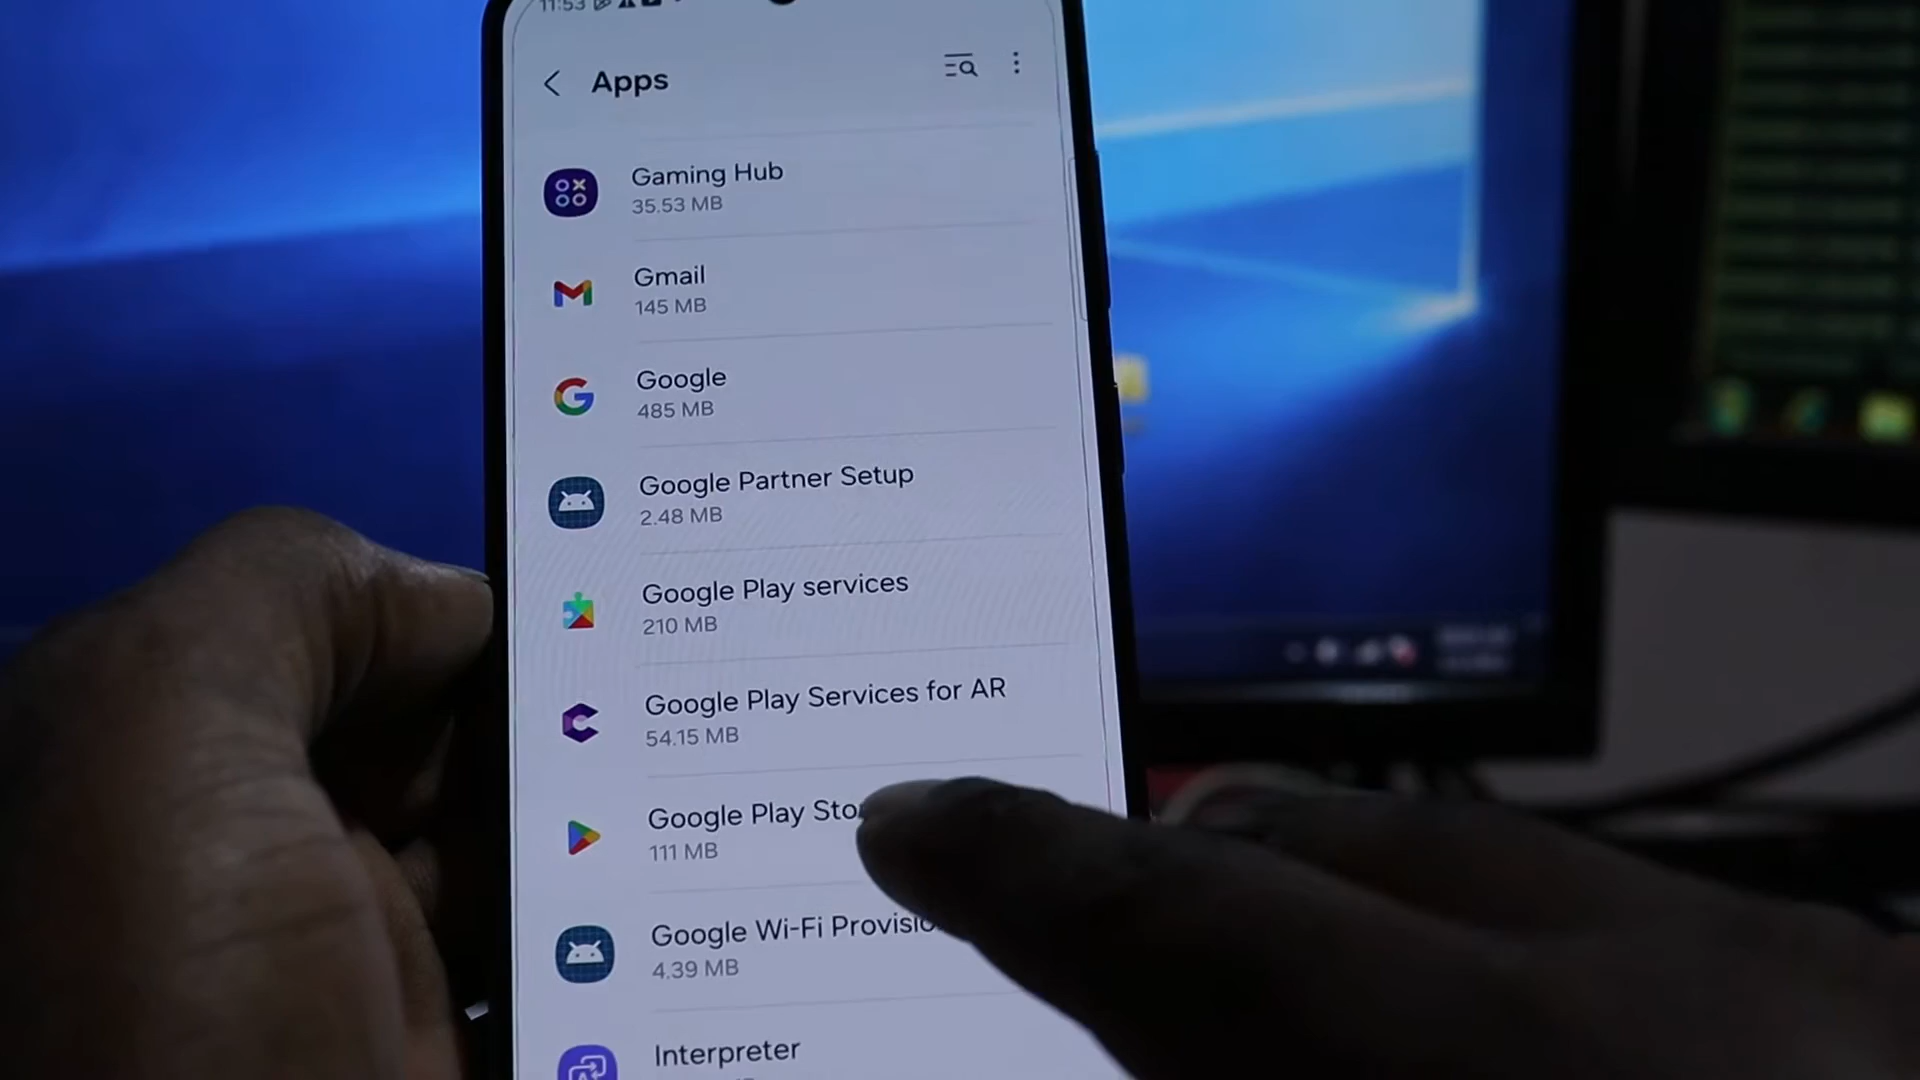 11:53
Apps
Gaming Hub
35.53 MB
Gmail
145 MB
Google
485 MB
Google Partner Setup
2.48 MB
Google Play services
210 MB
Google Play Services for AR
54.15 MB
Google Play Sto
111 MB
Google Wi-Fi Provisio
4.39 MB
Interpreter